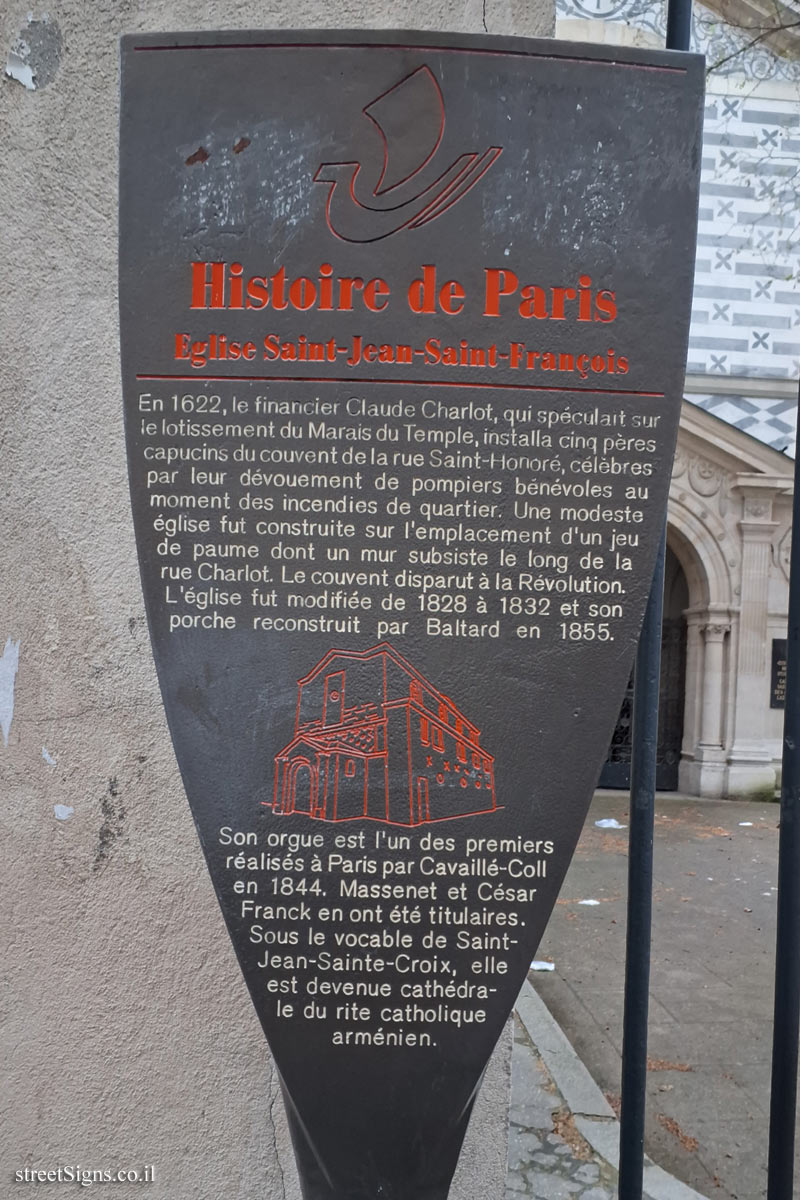 Histoire de Paris
Eglise Saint-Jean-Saint-François
En 1622, le financier Claude Charlot, qui spéculait sur
le lotissement du Marais du Temple, installa cinq pères
capucins du couvent de la rue Saint-Honoré, célèbres
par leur dévouement de pompiers bénévoles au
moment des incendies de quartier. Une modeste
église fut construite sur l'emplacement d'un jeu
de paume dont un mur subsiste le long de la
rue Charlot. Le couvent disparut à la Révolution.
L'église fut modifiée de 1828 à 1832 et son
porche reconstruit par Baltard en 1855.
Son orgue est l'un des premiers
réalisés à Paris par Cavaillé-Coll
en 1844. Massenet et César
Franck en ont été titulaires.
Sous le vocable de Saint-
Jean-Sainte-Croix, elle
est devenue cathédra-
le du rite catholique
arménien.
streetSigns.co.il